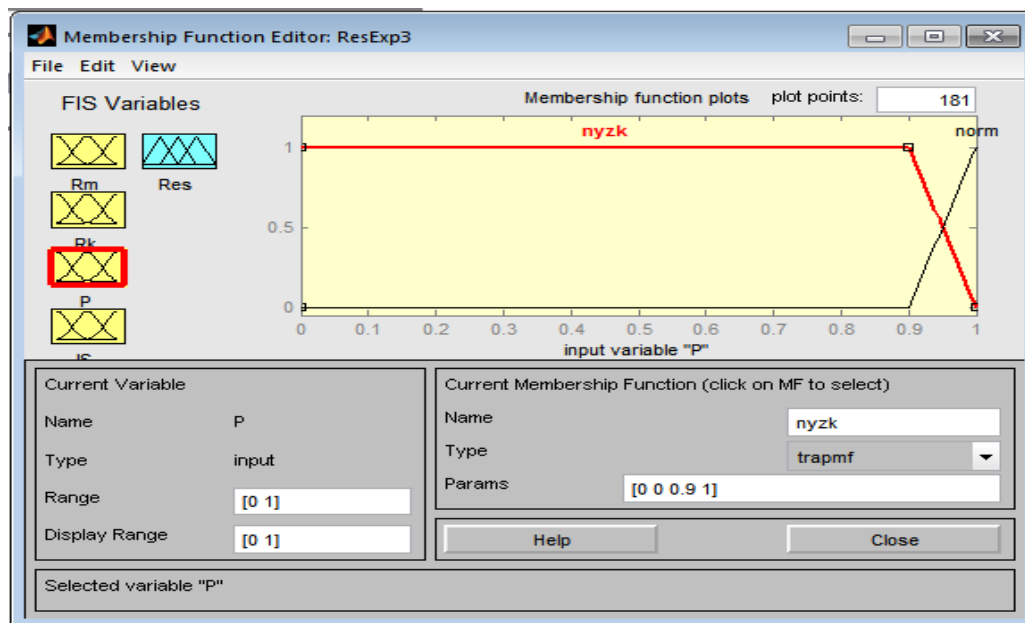 Membership Function Editor: ResExp3
File Edit View
FIS Variables
Membership function plots plot points: 181
Rm Res
Rk
P
nyzk
norm
1
0.5
0
0 0.1 0.2 0.3 0.4 0.5 0.6 0.7 0.8 0.9 1
input variable "P"
Current Variable
Name P
Type input
Range [0 1]
Display Range [0 1]
Current Membership Function (click on MF to select)
Name nyzk
Type trapmf
Params [0 0 0.9 1]
Help Close
Selected variable "P"